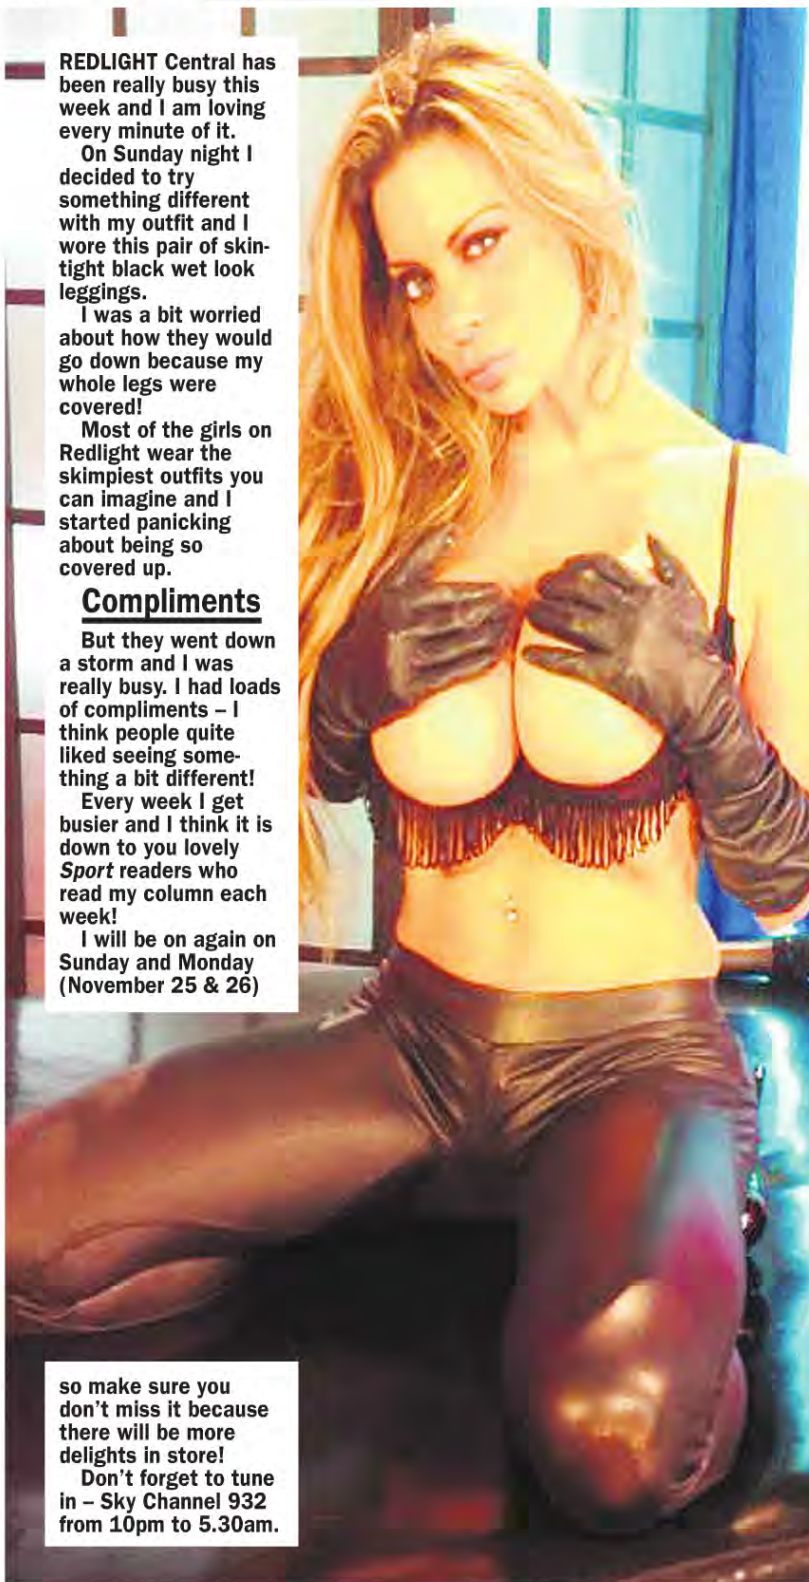 REDLIGHT Central has
been really busy this
week and I am loving
every minute of it.
On Sunday night I
decided to try
something different
with my outfit and I
wore this pair of skin-
tight black wet look
leggings.
I was a bit worried
about how they would
go down because my
whole legs were
covered!
Most of the girls on
Redlight wear the
skimpiest outfits you
can imagine and I
started panicking
about being so
covered up.
Compliments
But they went down
a storm and I was
really busy. I had loads
of compliments – I
think people quite
liked seeing some-
thing a bit different!
Every week I get
busier and I think it is
down to you lovely
Sport readers who
read my column each
week!
I will be on again on
Sunday and Monday
(November 25 & 26)
so make sure you
don't miss it because
there will be more
delights in store!
Don't forget to tune
in – Sky Channel 932
from 10pm to 5.30am.